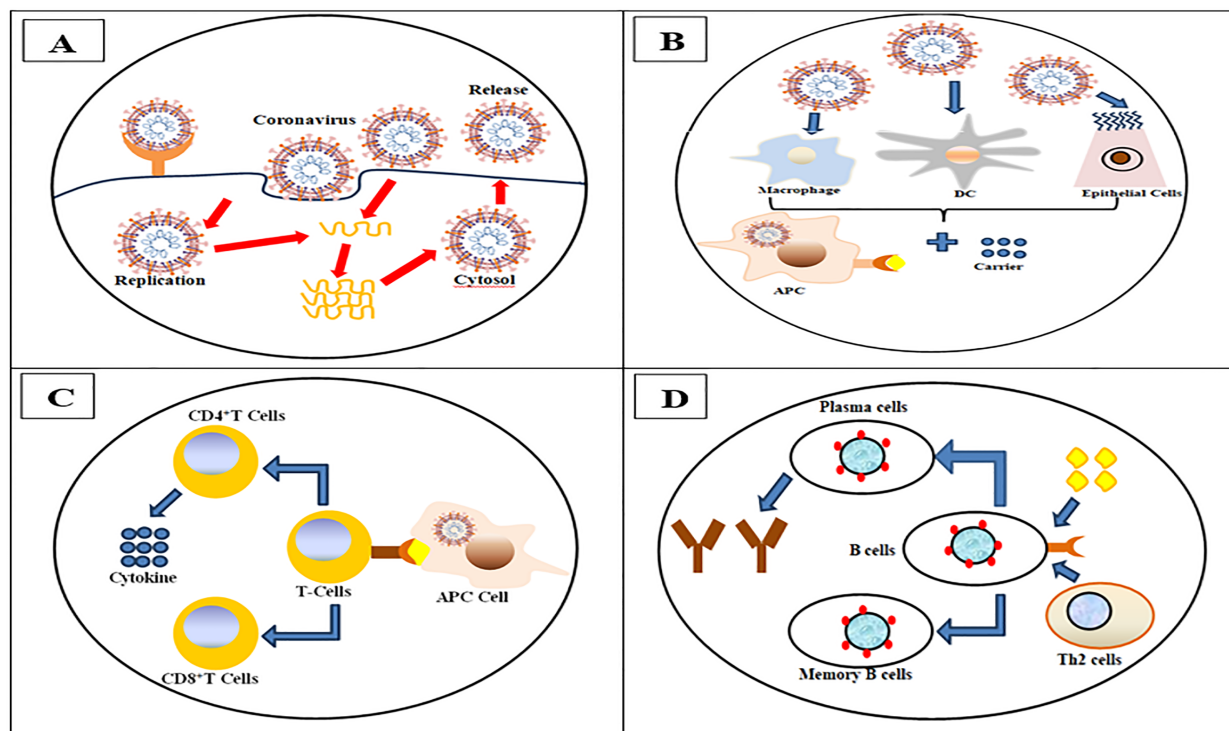 A
Release
Coronavirus
Replication
Cytosol
B
Macrophage
DC
Epithelial Cells
Carrier
APC
C
CD4⁺T Cells
Cytokine
T-Cells
APC Cell
CD8⁺T Cells
D
Plasma cells
B cells
Th2 cells
Memory B cells